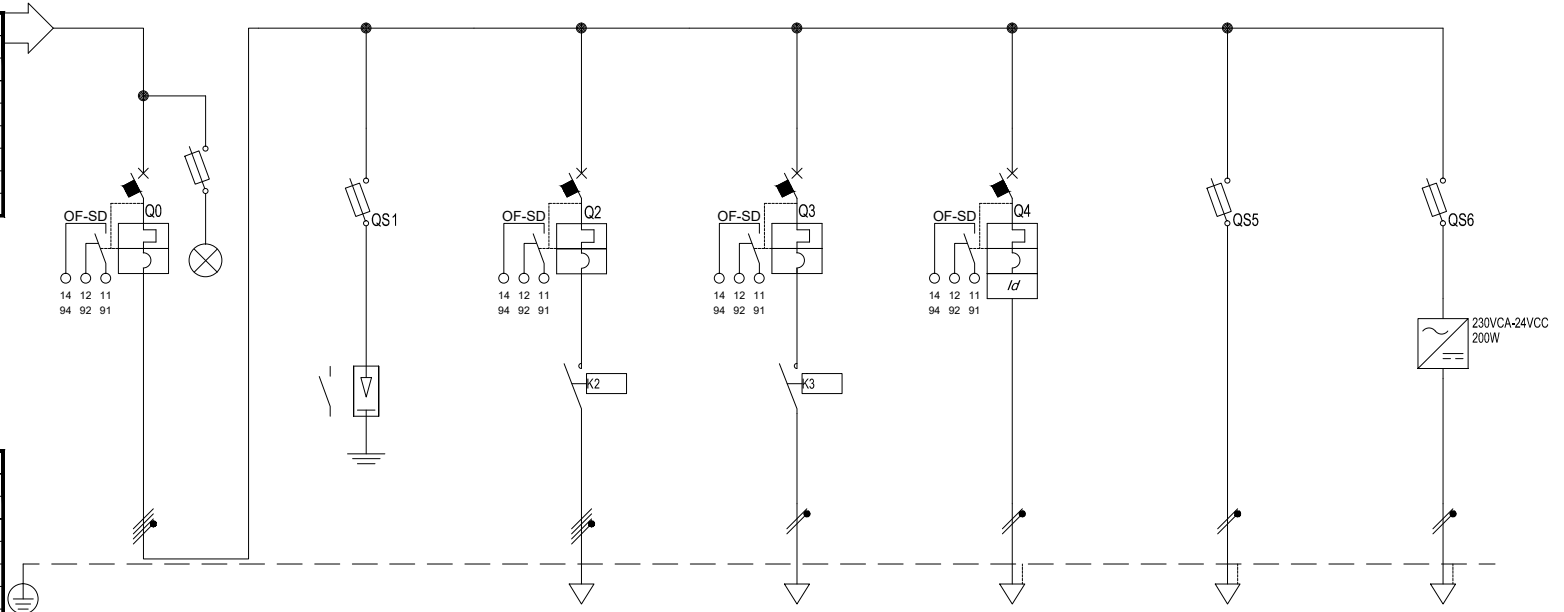 OF-SD Q0
14 12 11
94 92 91
QS1
OF-SD Q2
14 12 11
94 92 91
K2
OF-SD Q3
14 12 11
94 92 91
K3
OF-SD Q4
Id
14 12 11
94 92 91
QS5
QS6
230VCA-24VCC
200W